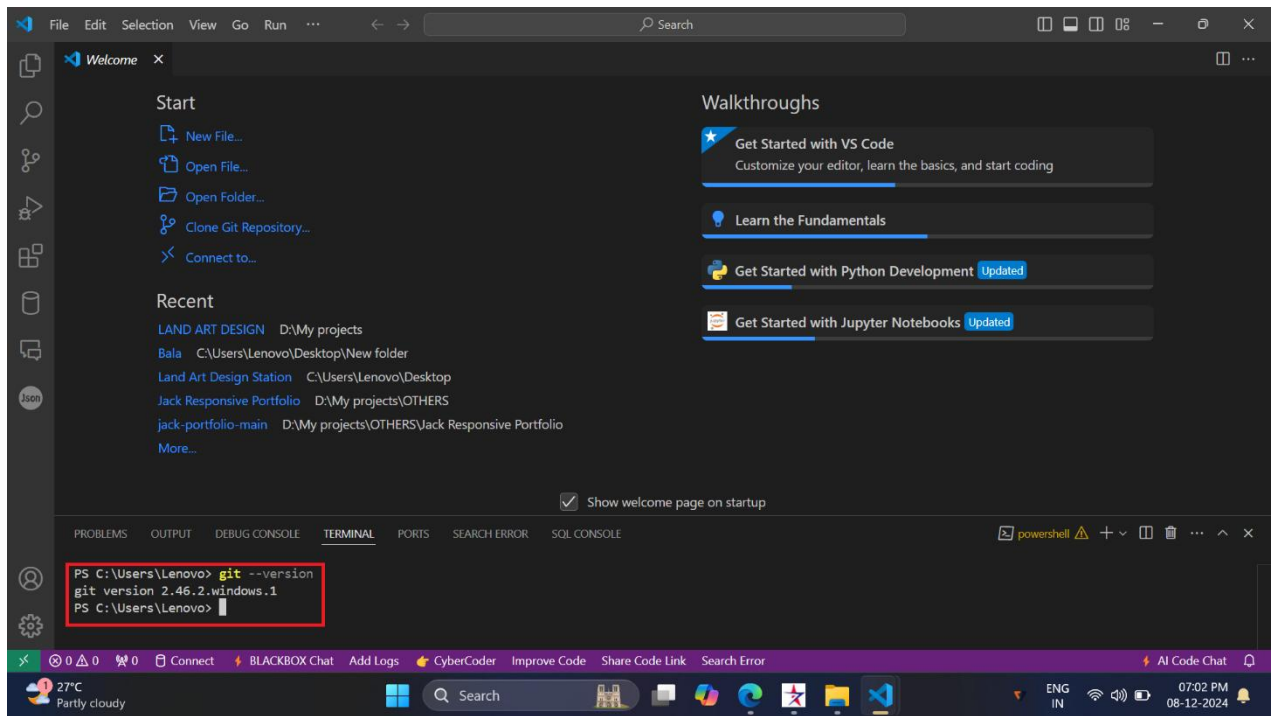 File Edit Selection View Go Run ···
Search
Welcome
Start
New File...
Open File...
Open Folder...
Clone Git Repository...
Connect to...
Recent
LAND ART DESIGN D:\My projects
Bala C:\Users\Lenovo\Desktop\New folder
Land Art Design Station C:\Users\Lenovo\Desktop
Jack Responsive Portfolio D:\My projects\OTHERS
jack-portfolio-main D:\My projects\OTHERS\Jack Responsive Portfolio
More...
Walkthroughs
Get Started with VS Code
Customize your editor, learn the basics, and start coding
Learn the Fundamentals
Get Started with Python Development Updated
Get Started with Jupyter Notebooks Updated
Show welcome page on startup
PROBLEMS OUTPUT DEBUG CONSOLE TERMINAL PORTS SEARCH ERROR SQL CONSOLE
powershell
Json
PS C:\Users\Lenovo> git --version
git version 2.46.2.windows.1
PS C:\Users\Lenovo>
0 0 0 Connect BLACKBOX Chat Add Logs CyberCoder Improve Code Share Code Link Search Error AI Code Chat
1 27°C
Partly cloudy
Search
ENG
IN
07:02 PM
08-12-2024